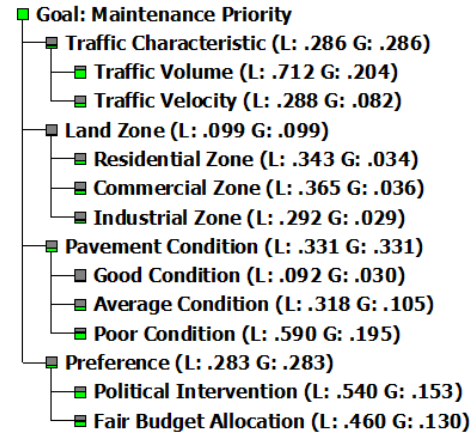 Goal: Maintenance Priority
Traffic Characteristic (L: .286 G: .286)
Traffic Volume (L: .712 G: .204)
Traffic Velocity (L: .288 G: .082)
Land Zone (L: .099 G: .099)
Residential Zone (L: .343 G: .034)
Commercial Zone (L: .365 G: .036)
Industrial Zone (L: .292 G: .029)
Pavement Condition (L: .331 G: .331)
Good Condition (L: .092 G: .030)
Average Condition (L: .318 G: .105)
Poor Condition (L: .590 G: .195)
Preference (L: .283 G: .283)
Political Intervention (L: .540 G: .153)
Fair Budget Allocation (L: .460 G: .130)